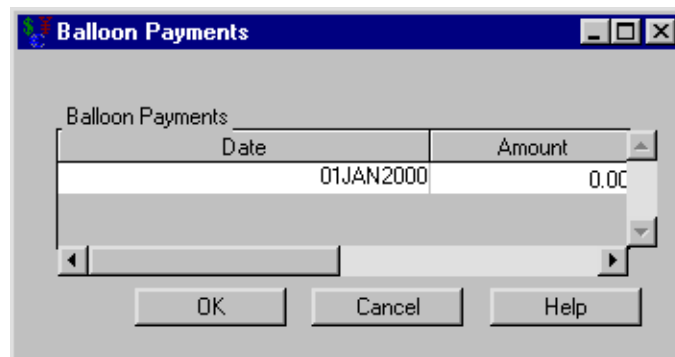 Balloon Payments
Balloon Payments
Date Amount
01JAN2000 0.00
OK Cancel Help